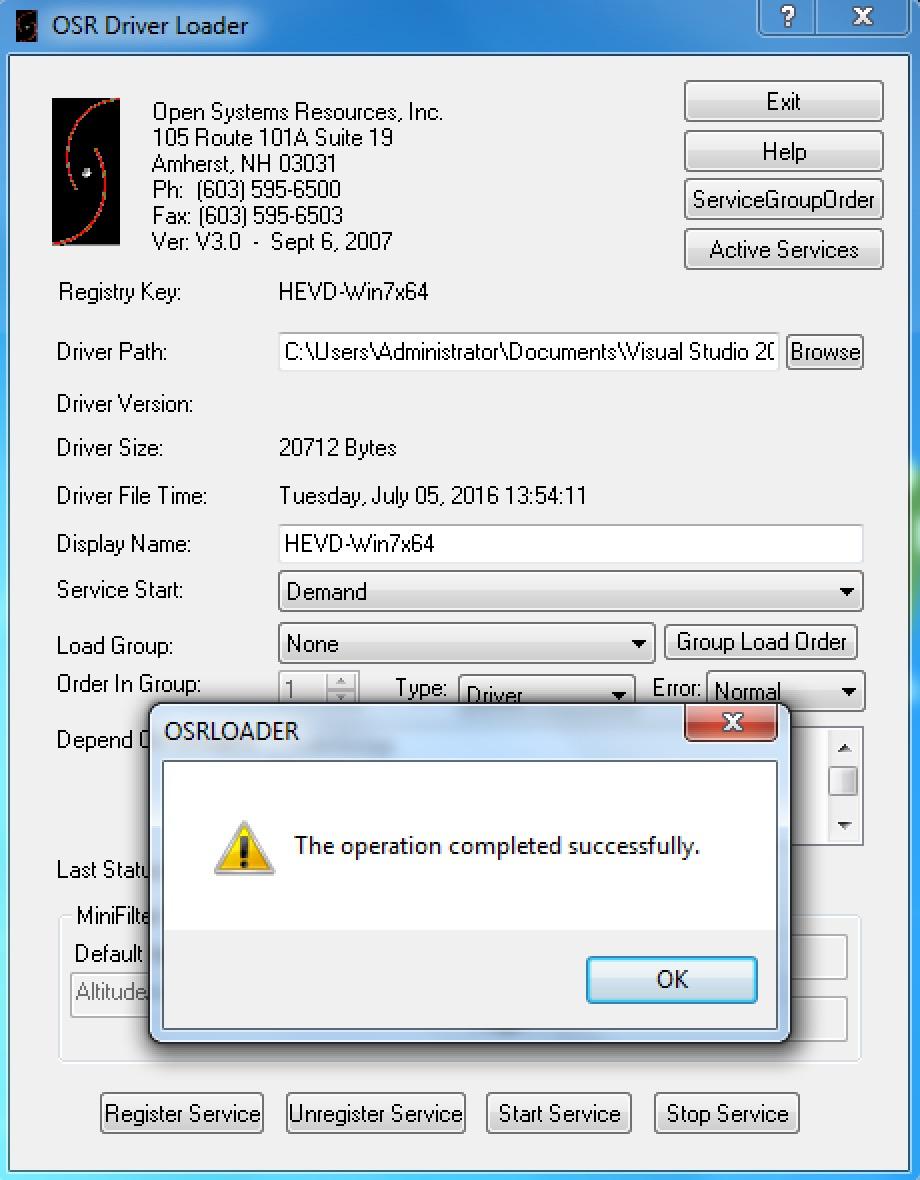 OSR Driver Loader
?
X
Open Systems Resources, Inc.
105 Route 101A Suite 19
Amherst, NH 03031
Ph: (603) 595-6500
Fax: (603) 595-6503
Ver: V3.0 - Sept 6, 2007
Exit
Help
ServiceGroupOrder
Active Services
Registry Key: HEVD-Win7x64
Driver Path: C:\Users\Administrator\Documents\Visual Studio 20 Browse
Driver Version:
Driver Size: 20712 Bytes
Driver File Time: Tuesday, July 05, 2016 13:54:11
Display Name: HEVD-Win7x64
Service Start: Demand
Load Group: None Group Load Order
Order In Group: 1 Type: Driver Error: Normal
Depend
OSRLOADER
X
The operation completed successfully.
OK
Last
Default
Altitude
Register Service Unregister Service Start Service Stop Service